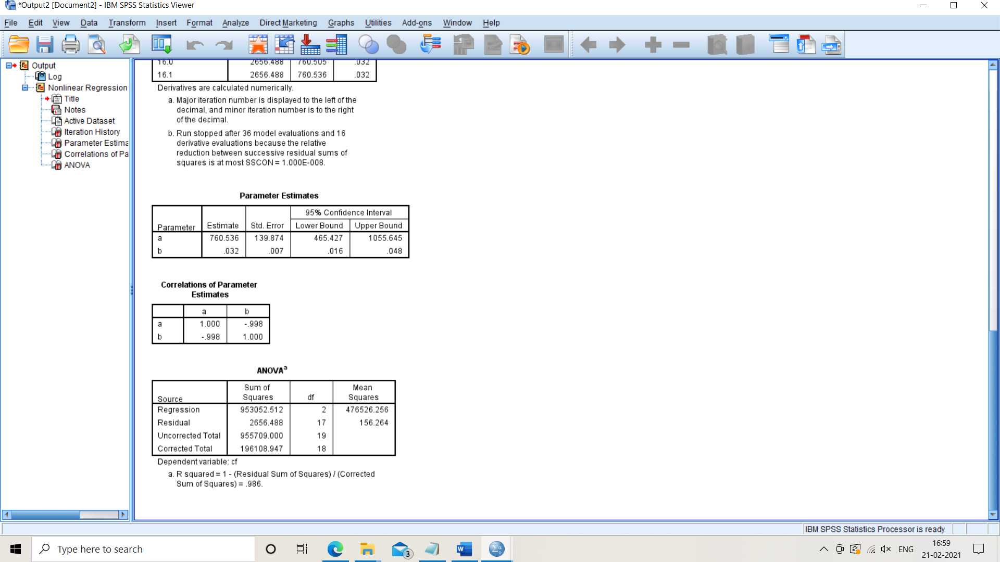 *Output2 [Document2] - IBM SPSS Statistics Viewer
File Edit View Data Transform Insert Format Analyze Direct Marketing Graphs Utilities Add-ons Window Help
Output
Log
Nonlinear Regression
Title
Notes
Active Dataset
Iteration History
Parameter Estima
Correlations of Pa
ANOVA
16.0 2656.488 760.505 .032
16.1 2656.488 760.536 .032
Derivatives are calculated numerically.
a. Major iteration number is displayed to the left of the
decimal, and minor iteration number is to the right
of the decimal.
b. Run stopped after 36 model evaluations and 16
derivative evaluations because the relative
reduction between successive residual sums of
squares is at most SSCON = 1.000E-008.
Parameter Estimates
95% Confidence Interval
Parameter Estimate Std. Error Lower Bound Upper Bound
a 760.536 139.874 465.427 1055.645
b .032 .007 .016 .048
Correlations of Parameter
Estimates
a b
a 1.000 -.998
b -.998 1.000
ANOVAa
Source Sum of Squares df Mean Squares
Regression 953052.512 2 476526.256
Residual 2656.488 17 156.264
Uncorrected Total 955709.000 19
Corrected Total 196108.947 18
Dependent variable: cf
a. R squared = 1 - (Residual Sum of Squares) / (Corrected
Sum of Squares) = .986.
IBM SPSS Statistics Processor is ready
Type here to search
3
W
Σα
ENG
16:59
21-02-2021